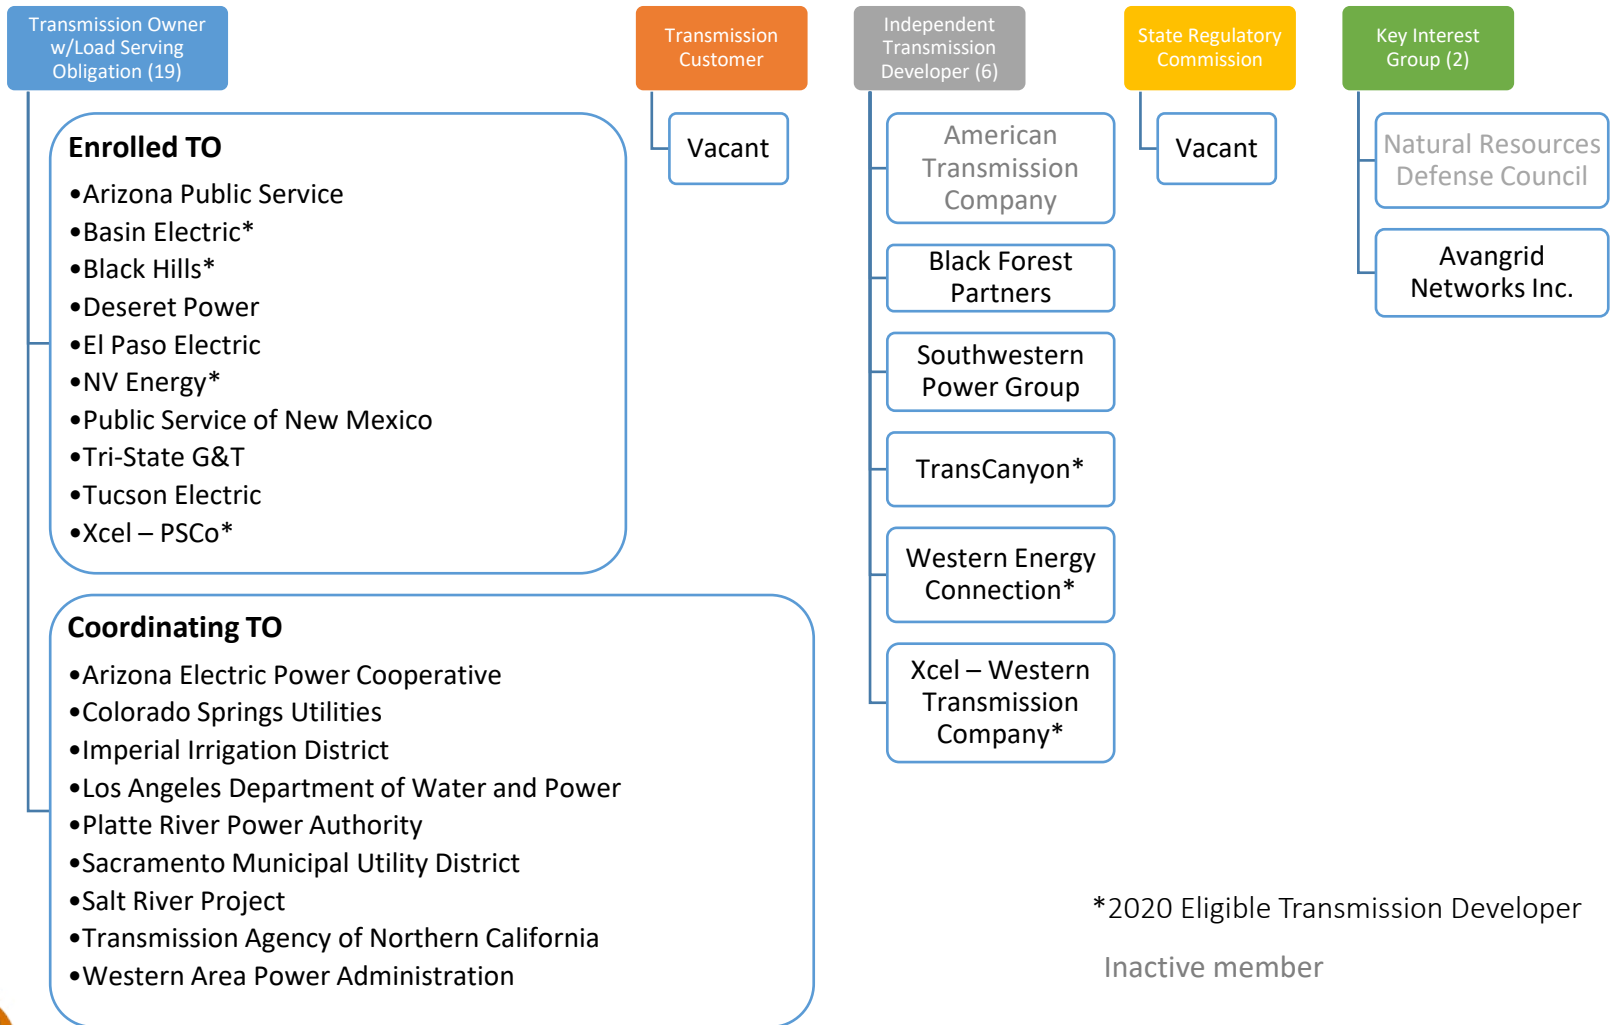 Transmission Owner
w/Load Serving
Obligation (19)
Enrolled TO
•Arizona Public Service
•Basin Electric*
•Black Hills*
•Deseret Power
•El Paso Electric
•NV Energy*
•Public Service of New Mexico
•Tri-State G&T
•Tucson Electric
•Xcel – PSCo*
Coordinating TO
•Arizona Electric Power Cooperative
•Colorado Springs Utilities
•Imperial Irrigation District
•Los Angeles Department of Water and Power
•Platte River Power Authority
•Sacramento Municipal Utility District
•Salt River Project
•Transmission Agency of Northern California
•Western Area Power Administration
Transmission
Customer
Vacant
Independent
Transmission
Developer (6)
American
Transmission
Company
Black Forest
Partners
Southwestern
Power Group
TransCanyon*
Western Energy
Connection*
Xcel – Western
Transmission
Company*
State Regulatory
Commission
Vacant
Key Interest
Group (2)
Natural Resources
Defense Council
Avangrid
Networks Inc.
*2020 Eligible Transmission Developer
Inactive member